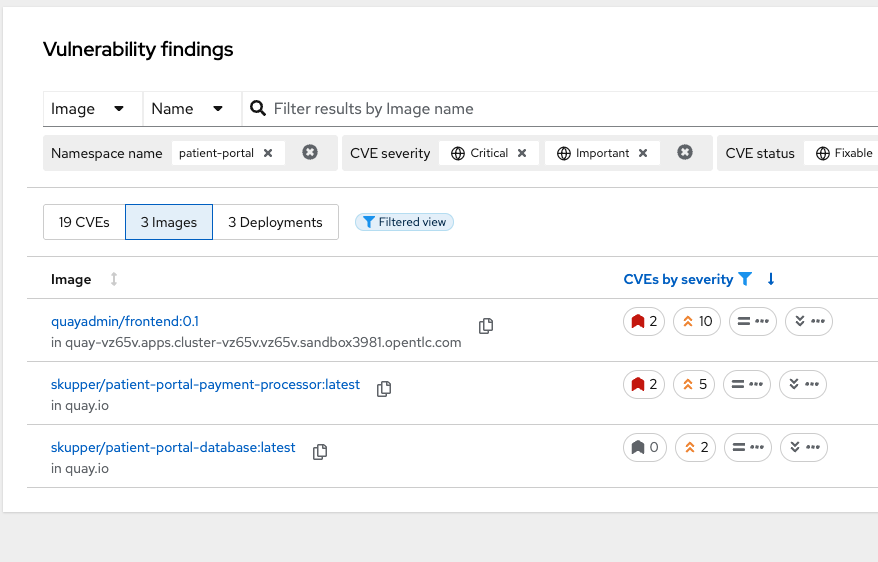 Vulnerability findings
Image Name Filter results by Image name
Namespace name patient-portal CVE severity Critical Important CVE status Fixable
19 CVEs 3 Images 3 Deployments Filtered view
Image CVEs by severity
quayadmin/frontend:0.1 2 10
in quay-vz65v.apps.cluster-vz65v.vz65v.sandbox3981.opentlc.com
skupper/patient-portal-payment-processor:latest 2 5
in quay.io
skupper/patient-portal-database:latest 0 2
in quay.io